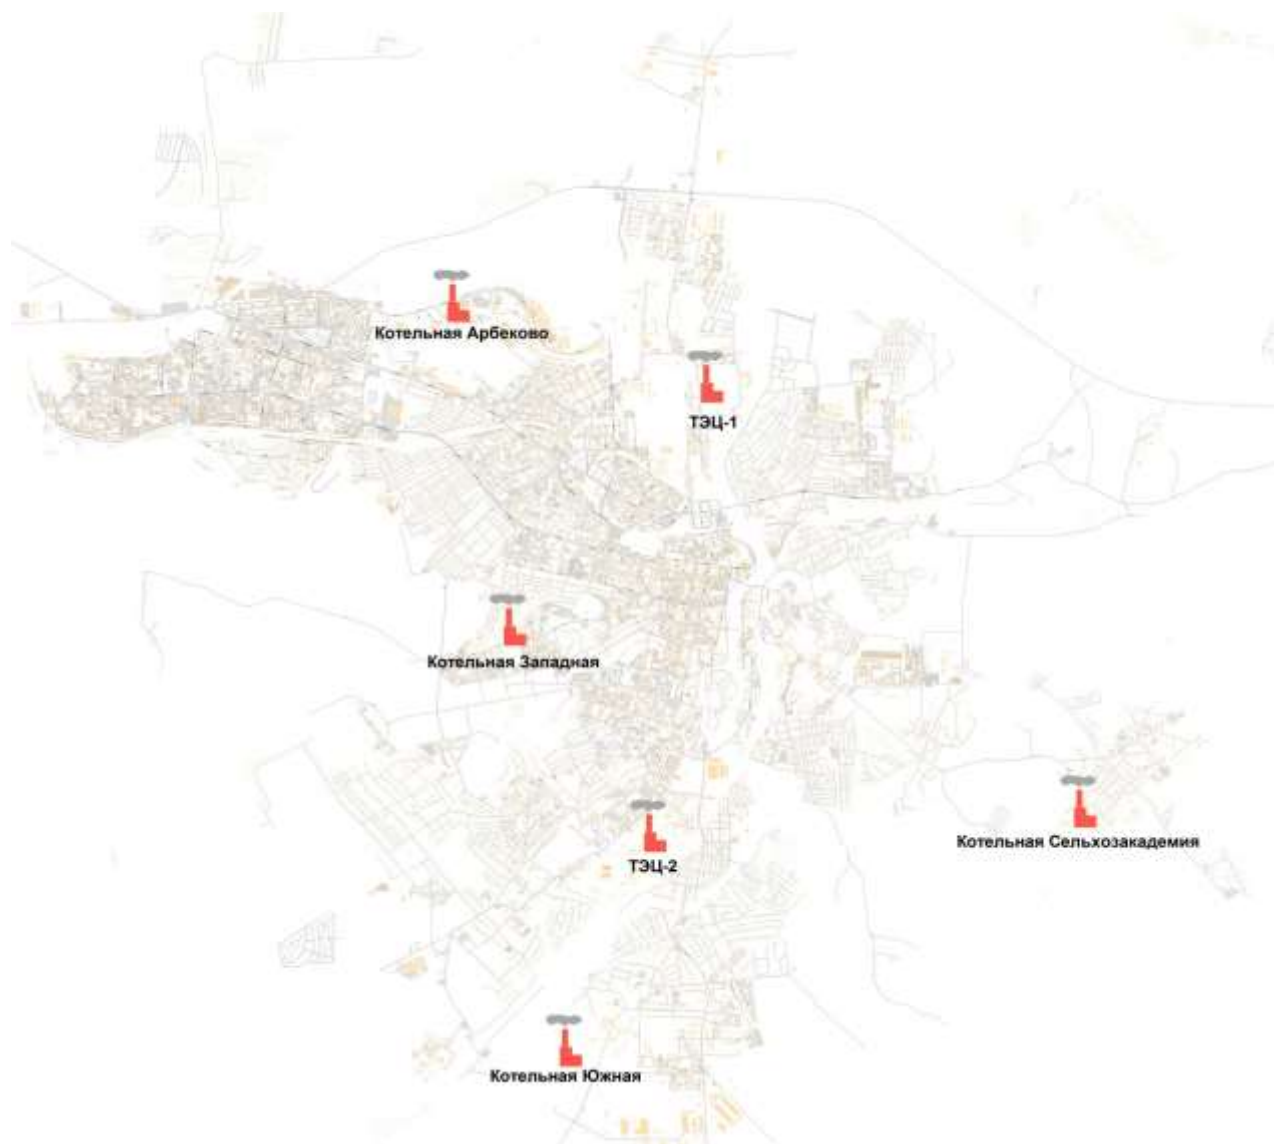 Котельная Арбеково
ТЭЦ-1
Котельная Западная
Котельная Сельхозакадемия
ТЭЦ-2
Котельная Южная